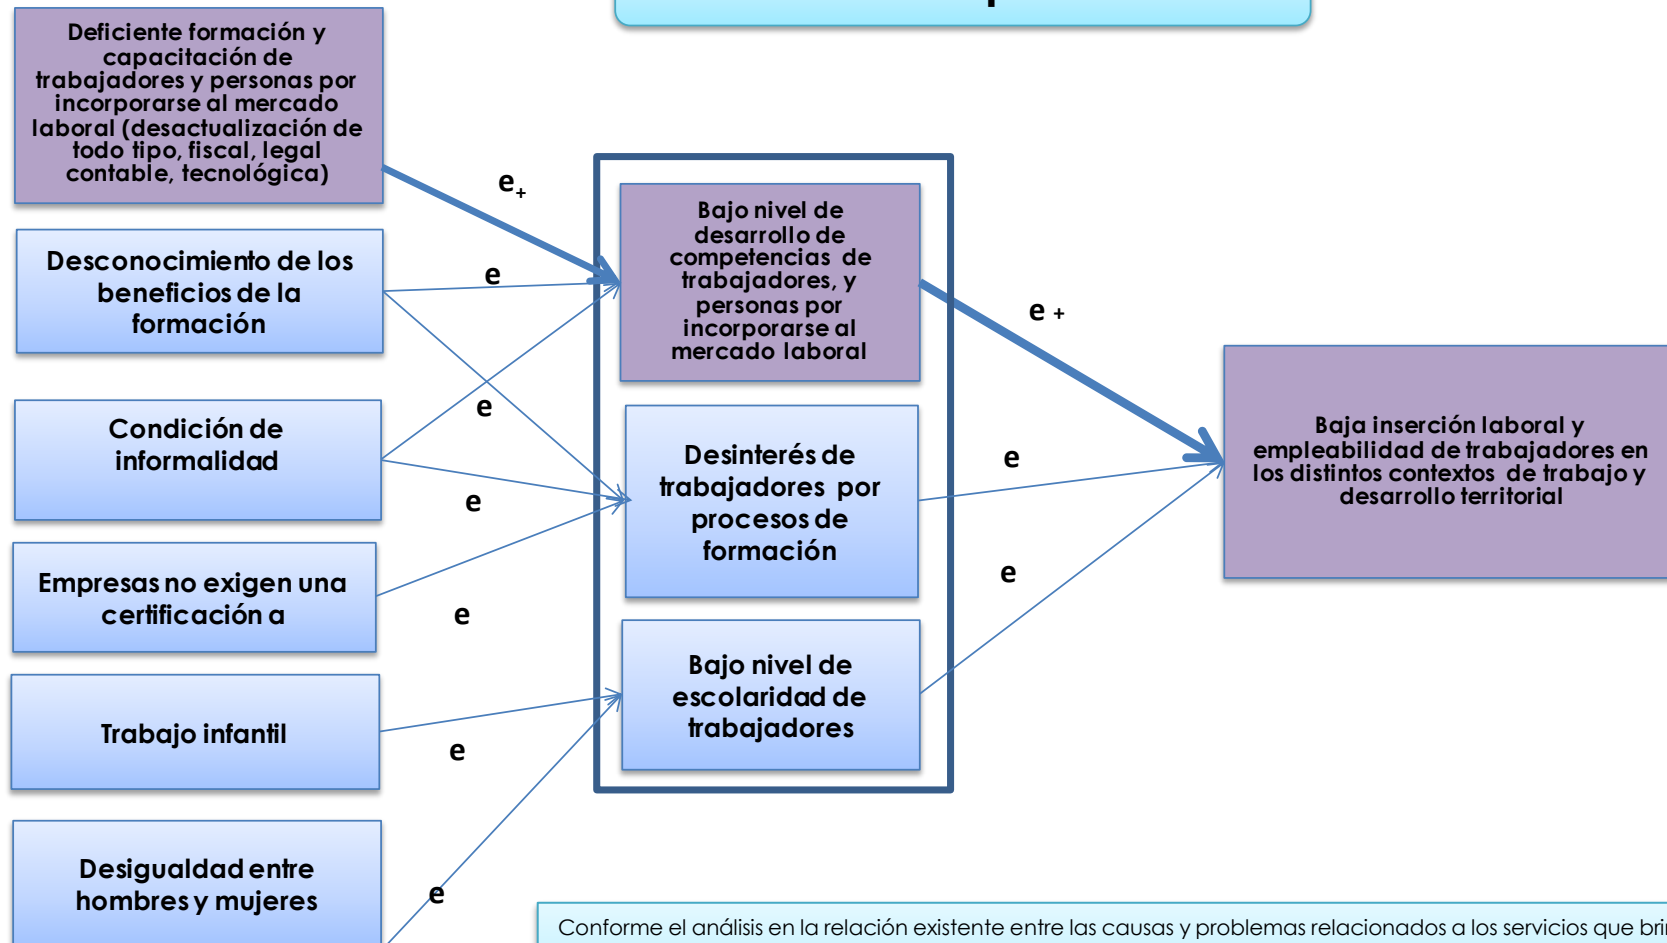 Deficiente formación y
capacitación de
trabajadores y personas por
incorporarse al mercado
laboral (desactualización de
todo tipo, fiscal, legal
contable, tecnológica)
Desconocimiento de los
beneficios de la
formación
Condición de
informalidad
Empresas no exigen una
certificación a
Trabajo infantil
Desigualdad entre
hombres y mujeres
e+
e
e
e
e
e
e
Bajo nivel de
desarrollo de
competencias de
trabajadores, y
personas por
incorporarse al
mercado laboral
Desinterés de
trabajadores por
procesos de
formación
Bajo nivel de
escolaridad de
trabajadores
e +
e
e
Baja inserción laboral y
empleabilidad de trabajadores en
los distintos contextos de trabajo y
desarrollo territorial
Conforme el análisis en la relación existente entre las causas y problemas relacionados a los servicios que